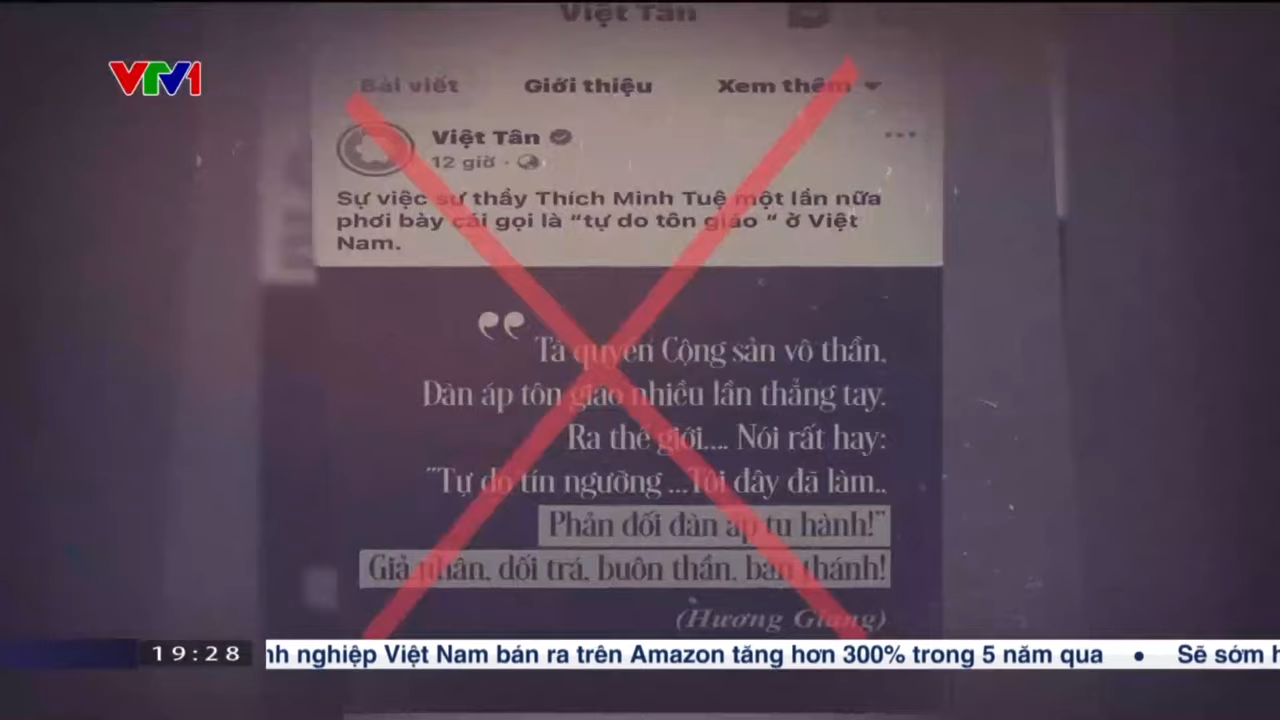 Việt Tân
VTV1
Bài viết Giới thiệu Xem thêm
Việt Tân
12 giờ ·
Sự việc sư thầy Thích Minh Tuệ một lần nữa
phơi bày cái gọi là “tự do tôn giáo “ ở Việt
Nam.
“ Tà quyền Cộng sản vô thần,
Đàn áp tôn giáo nhiều lần thẳng tay.
Ra thế giới.... Nói rất hay:
"Tự do tín ngưỡng ...Tôi đây đã làm..
Phản đối đàn áp tu hành!"
Giả nhân, dối trá, buôn thần, bán thánh!
(Hương Giang)
19:28 nh nghiệp Việt Nam bán ra trên Amazon tăng hơn 300% trong 5 năm qua • Sẽ sớm h